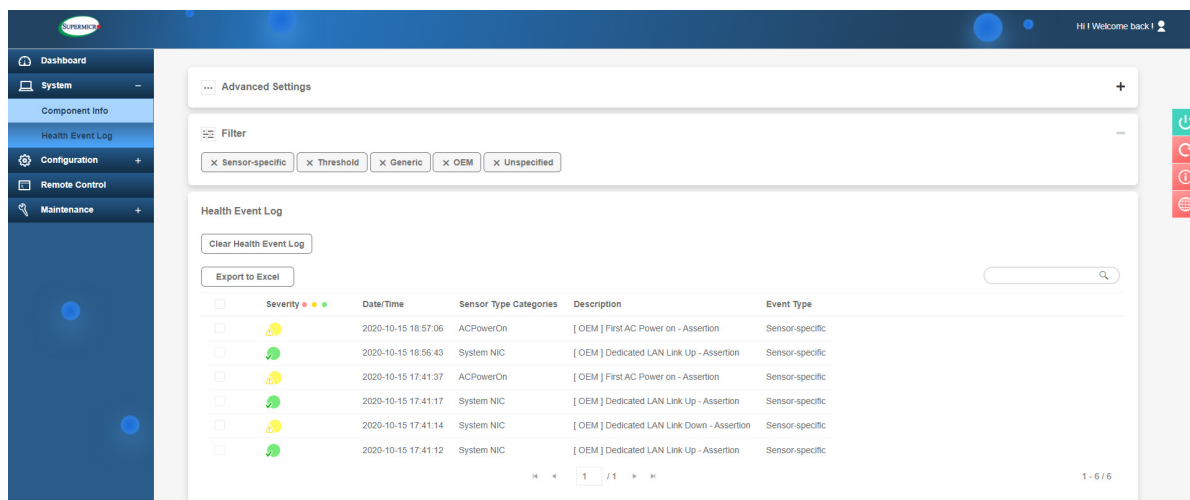 SUPERMICR
Hi ! Welcome back !
Dashboard
System −
Component Info
Health Event Log
Configuration +
Remote Control
Maintenance +
Advanced Settings +
Filter −
× Sensor-specific × Threshold × Generic × OEM × Unspecified
Health Event Log
Clear Health Event Log
Export to Excel
Severity Date/Time Sensor Type Categories Description Event Type
2020-10-15 18:57:06 ACPowerOn [ OEM ] First AC Power on - Assertion Sensor-specific
2020-10-15 18:56:43 System NIC [ OEM ] Dedicated LAN Link Up - Assertion Sensor-specific
2020-10-15 17:41:37 ACPowerOn [ OEM ] First AC Power on - Assertion Sensor-specific
2020-10-15 17:41:17 System NIC [ OEM ] Dedicated LAN Link Up - Assertion Sensor-specific
2020-10-15 17:41:14 System NIC [ OEM ] Dedicated LAN Link Down - Assertion Sensor-specific
2020-10-15 17:41:12 System NIC [ OEM ] Dedicated LAN Link Up - Assertion Sensor-specific
1 / 1 1 - 6 / 6